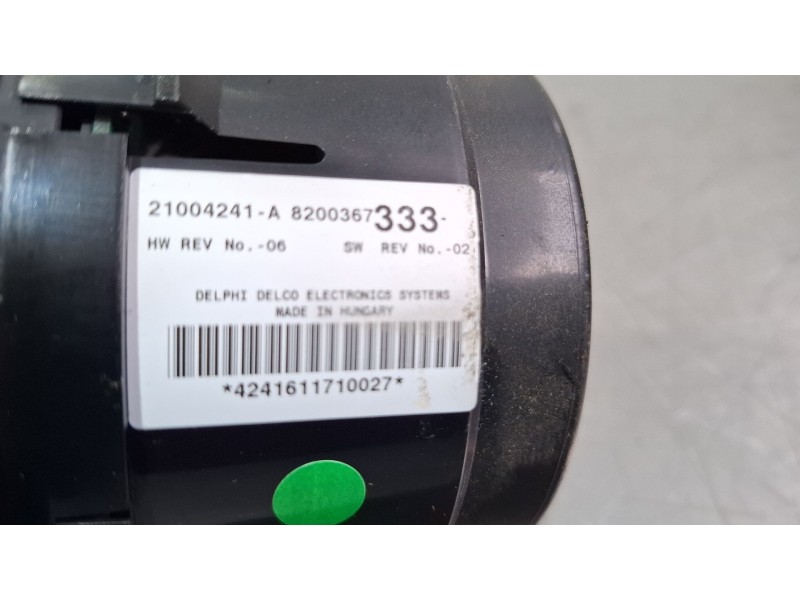 21004241-A 8200367333-
HW REV No.-06 SW REV No.-02
DELPHI DELCO ELECTRONICS SYSTEMS
MADE IN HUNGARY
*4241611710027*